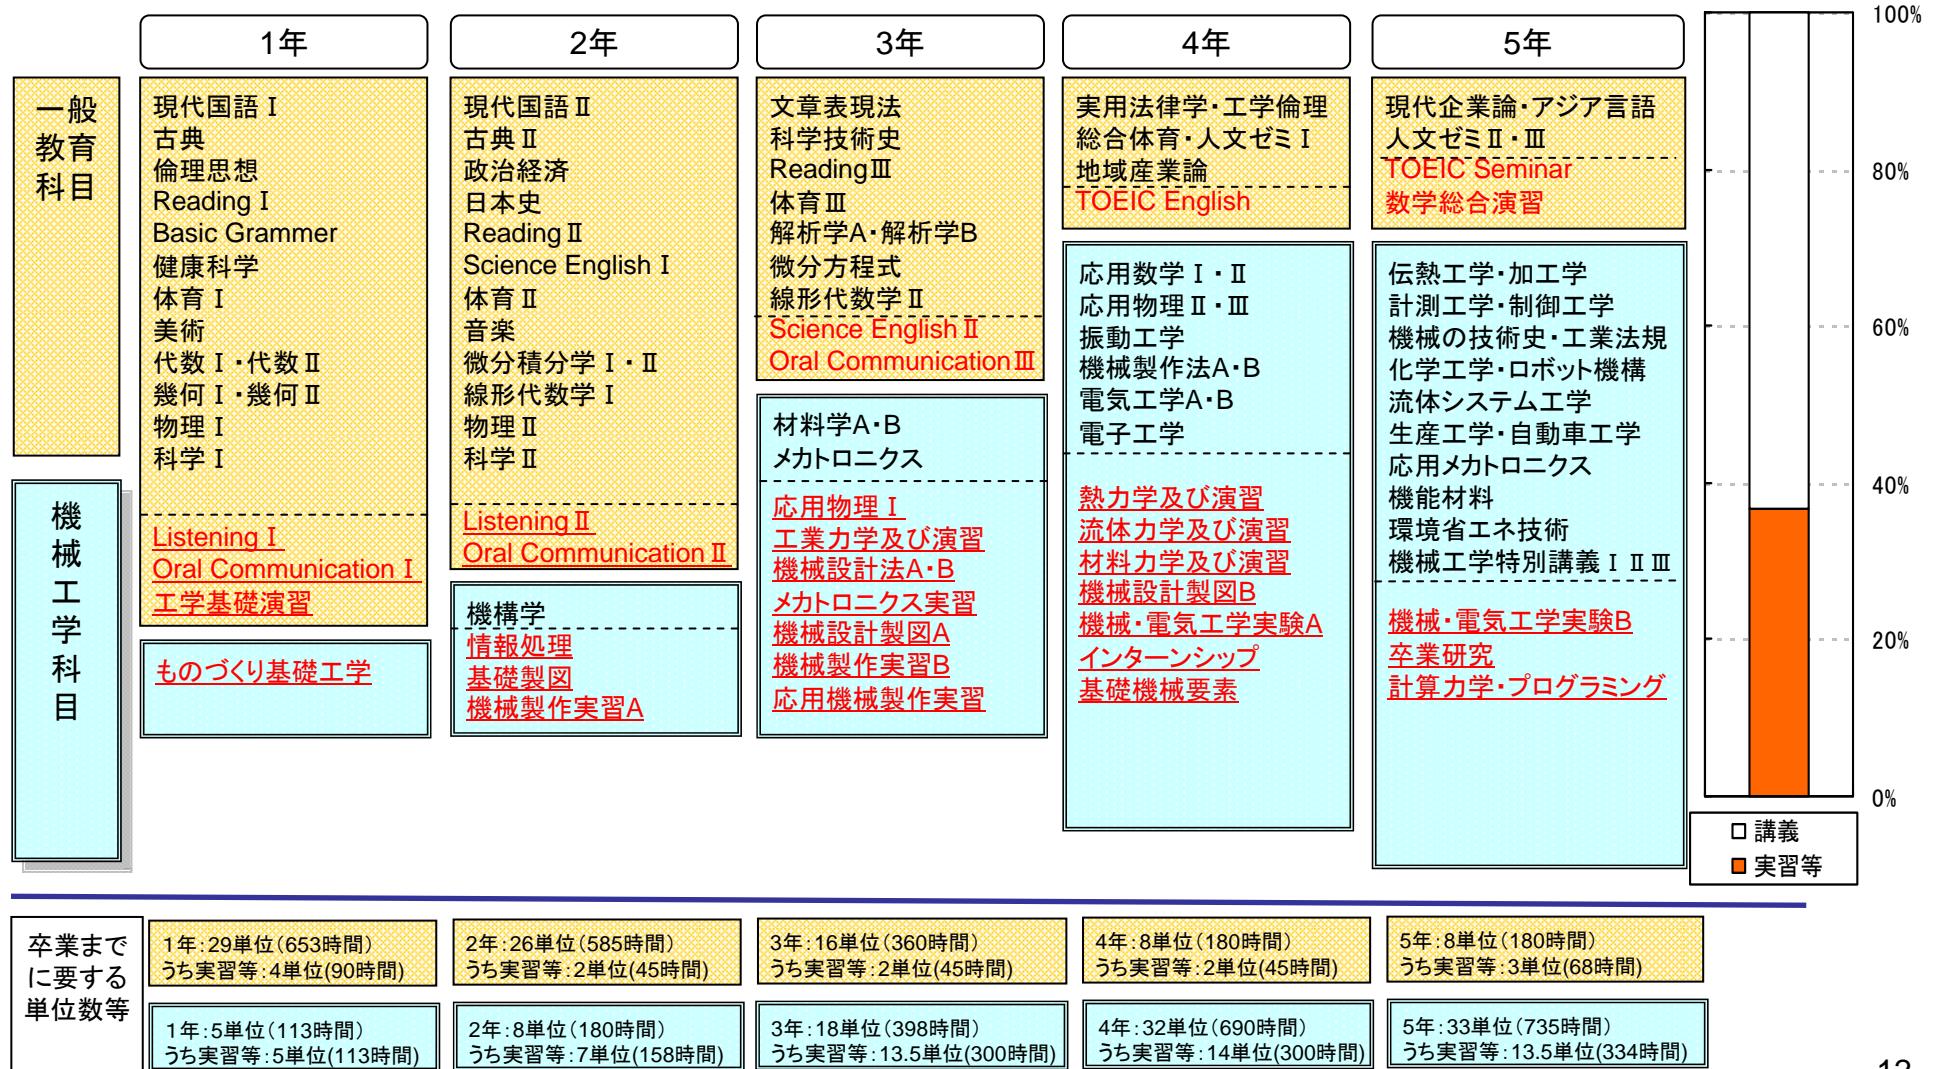 1年
2年
3年
4年
5年
一般
教育
科目
現代国語Ⅰ
古典
倫理思想
ReadingⅠ
Basic Grammer
健康科学
体育Ⅰ
美術
代数Ⅰ・代数Ⅱ
幾何Ⅰ・幾何Ⅱ
物理Ⅰ
科学Ⅰ
ListeningⅠ
Oral CommunicationⅠ
工学基礎演習
現代国語Ⅱ
古典Ⅱ
政治経済
日本史
ReadingⅡ
Science EnglishⅠ
体育Ⅱ
音楽
微分積分学Ⅰ・Ⅱ
線形代数学Ⅰ
物理Ⅱ
科学Ⅱ
ListeningⅡ
Oral CommunicationⅡ
文章表現法
科学技術史
ReadingⅢ
体育Ⅲ
解析学A・解析学B
微分方程式
線形代数学Ⅱ
Science EnglishⅡ
Oral CommunicationⅢ
実用法律学・工学倫理
総合体育・人文ゼミⅠ
地域産業論
TOEIC English
現代企業論・アジア言語
人文ゼミⅡ・Ⅲ
TOEIC Seminar
数学総合演習
機
械
工
学
科
目
ものづくり基礎工学
機構学
情報処理
基礎製図
機械製作実習A
材料学A・B
メカトロニクス
応用物理Ⅰ
工業力学及び演習
機械設計法A・B
メカトロニクス実習
機械設計製図A
機械製作実習B
応用機械製作実習
応用数学Ⅰ・Ⅱ
応用物理Ⅱ・Ⅲ
振動工学
機械製作法A・B
電気工学A・B
電子工学
熱力学及び演習
流体力学及び演習
材料力学及び演習
機械設計製図B
機械・電気工学実験A
インターンシップ
基礎機械要素
伝熱工学・加工学
計測工学・制御工学
機械の技術史・工業法規
化学工学・ロボット機構
流体システム工学
生産工学・自動車工学
応用メカトロニクス
機能材料
環境省エネ技術
機械工学特別講義ⅠⅡⅢ
機械・電気工学実験B
卒業研究
計算力学・プログラミング
100%
80%
60%
40%
20%
0%
講義
実習等
卒業まで
に要する
単位数等
1年:29単位(653時間)
うち実習等:4単位(90時間)
2年:26単位(585時間)
うち実習等:2単位(45時間)
3年:16単位(360時間)
うち実習等:2単位(45時間)
4年:8単位(180時間)
うち実習等:2単位(45時間)
5年:8単位(180時間)
うち実習等:3単位(68時間)
1年:5単位(113時間)
うち実習等:5単位(113時間)
2年:8単位(180時間)
うち実習等:7単位(158時間)
3年:18単位(398時間)
うち実習等:13.5単位(300時間)
4年:32単位(690時間)
うち実習等:14単位(300時間)
5年:33単位(735時間)
うち実習等:13.5単位(334時間)